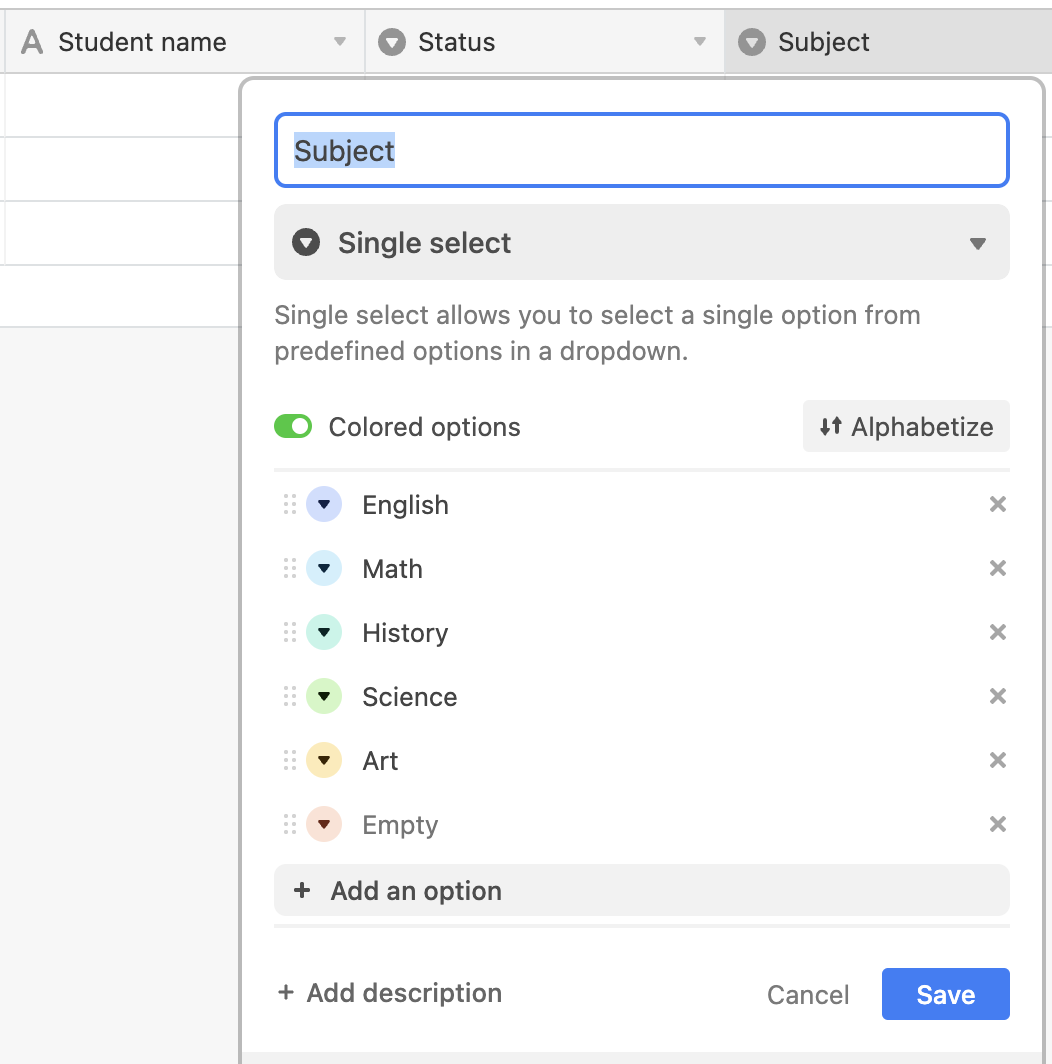 A Student name
Status
Subject
Subject
Single select
Single select allows you to select a single option from
predefined options in a dropdown.
Colored options
Alphabetize
English
Math
History
Science
Art
Empty
+ Add an option
+ Add description
Cancel
Save